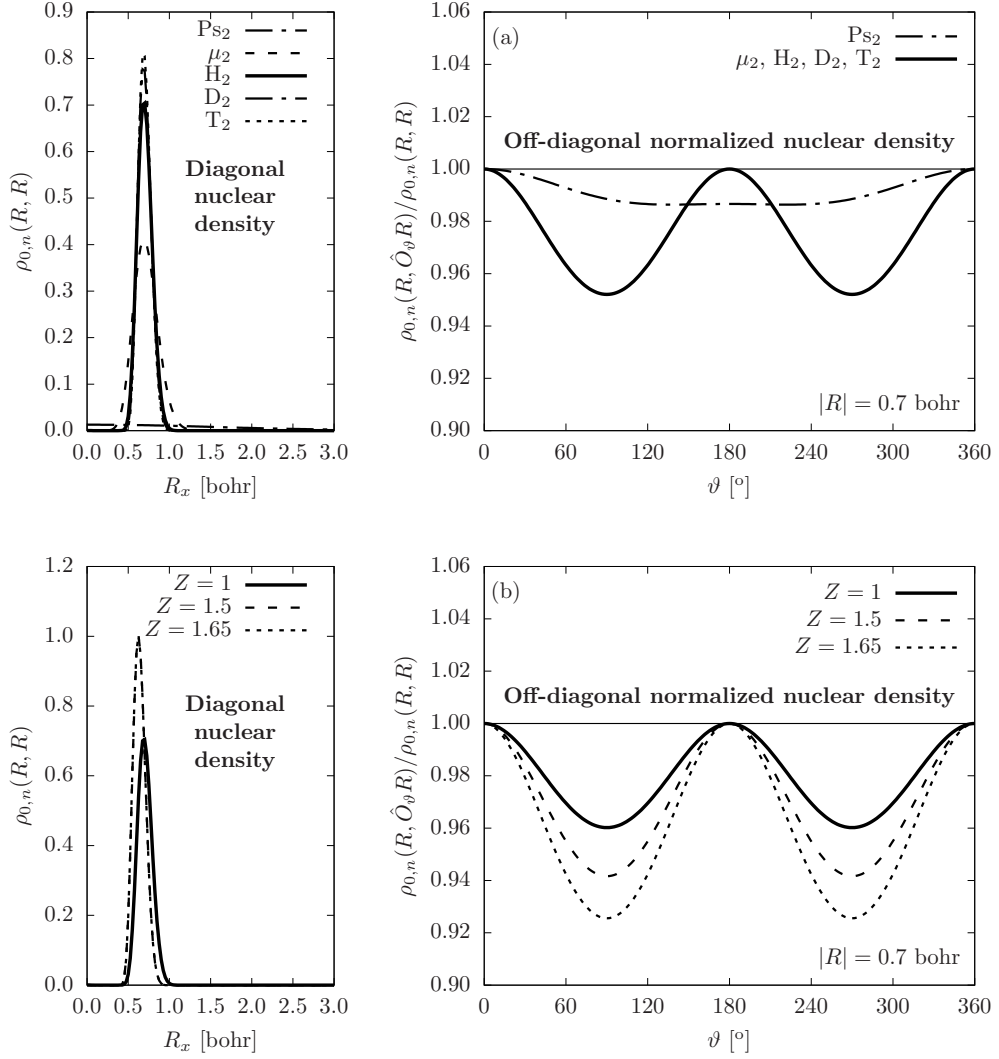 0.9
0.8
0.7
0.6
0.5
0.4
0.3
0.2
0.1
0.0
ρ₀,ₙ(R, R)
Ps₂
μ₂
H₂
D₂
T₂
Diagonal
nuclear
density
0.0 0.5 1.0 1.5 2.0 2.5 3.0
Rₓ [bohr]
1.06
1.04
1.02
1.00
0.98
0.96
0.94
0.92
0.90
ρ₀,ₙ(R, Ô_ϑR)/ρ₀,ₙ(R, R)
(a)
Ps₂
μ₂, H₂, D₂, T₂
Off-diagonal normalized nuclear density
|R| = 0.7 bohr
0 60 120 180 240 300 360
ϑ [°]
1.2
1.0
0.8
0.6
0.4
0.2
0.0
ρ₀,ₙ(R, R)
Z = 1
Z = 1.5
Z = 1.65
Diagonal
nuclear
density
0.0 0.5 1.0 1.5 2.0 2.5 3.0
Rₓ [bohr]
1.06
1.04
1.02
1.00
0.98
0.96
0.94
0.92
0.90
ρ₀,ₙ(R, Ô_ϑR)/ρ₀,ₙ(R, R)
(b)
Z = 1
Z = 1.5
Z = 1.65
Off-diagonal normalized nuclear density
|R| = 0.7 bohr
0 60 120 180 240 300 360
ϑ [°]